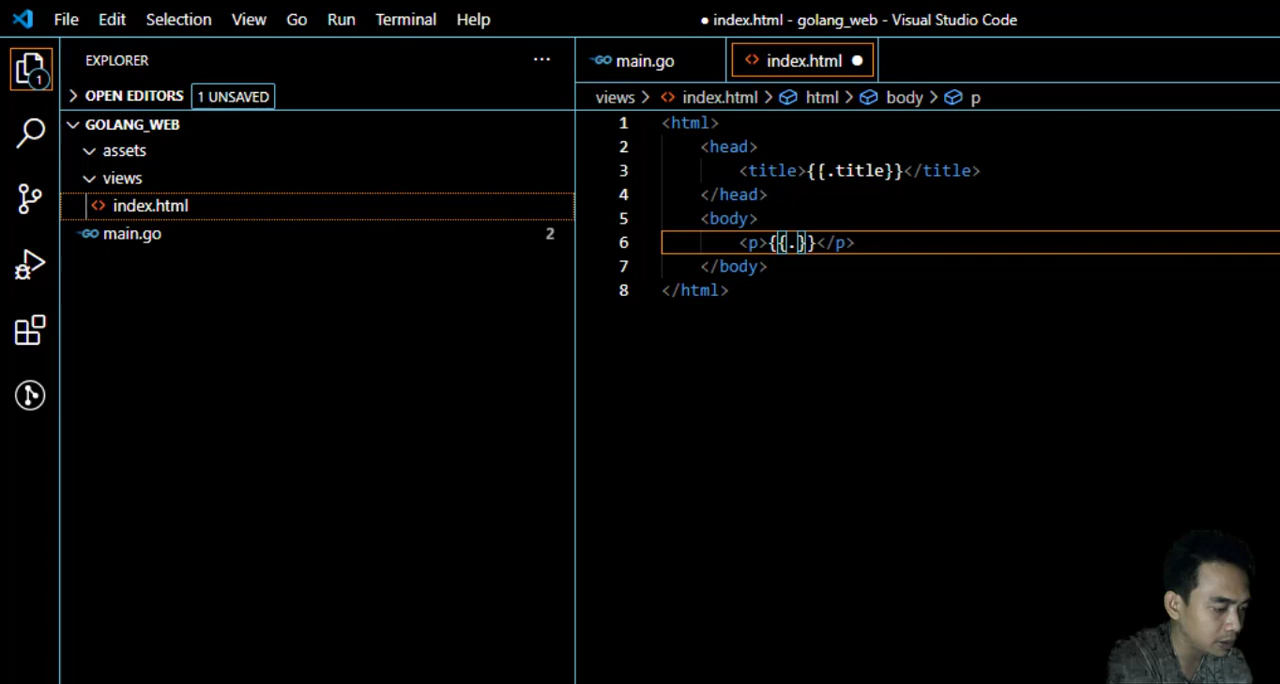 File Edit Selection View Go Run Terminal Help
● index.html - golang_web - Visual Studio Code
EXPLORER
1
OPEN EDITORS 1 UNSAVED
GOLANG_WEB
assets
views
index.html
main.go 2
main.go index.html
views > index.html > html > body > p
1 <html>
2 <head>
3 <title>{{.title}}</title>
4 </head>
5 <body>
6 <p>{{.}}</p>
7 </body>
8 </html>